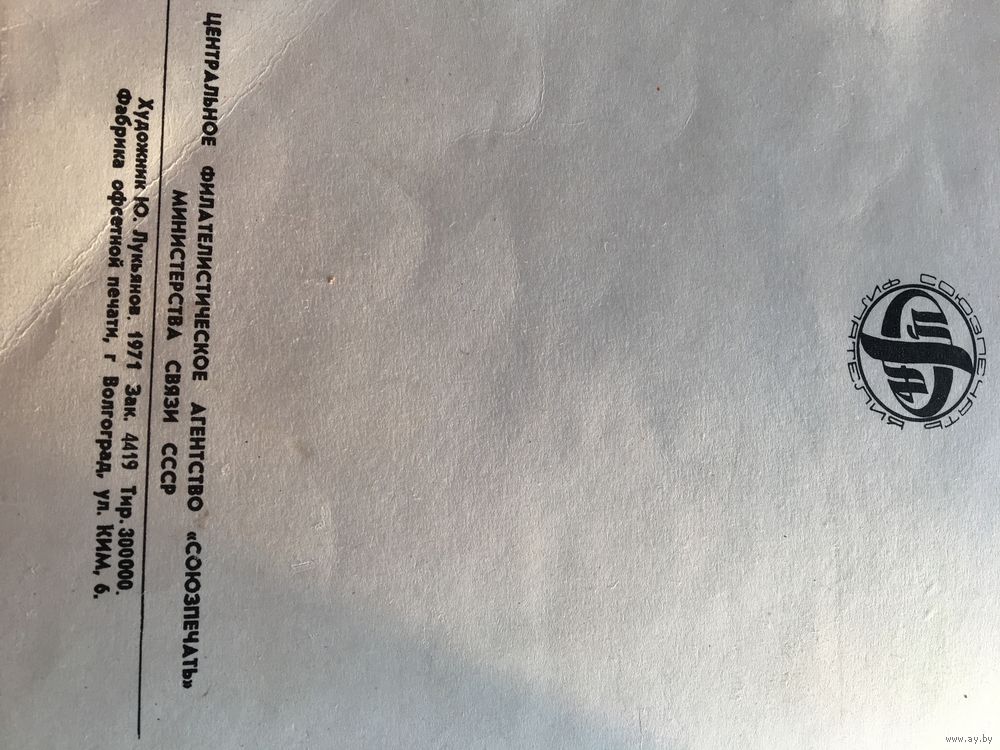 СОЮЗПЕЧАТЬ
ФИЛАТЕЛИЯ
ЦЕНТРАЛЬНОЕ ФИЛАТЕЛИСТИЧЕСКОЕ АГЕНТСТВО «СОЮЗПЕЧАТЬ»
МИНИСТЕРСТВА СВЯЗИ СССР
Художник Ю. Лукьянов. 1971 Зак. 4419 Тир. 300000.
Фабрика офсетной печати, г Волгоград, ул. КИМ, 6.
www.ay.by